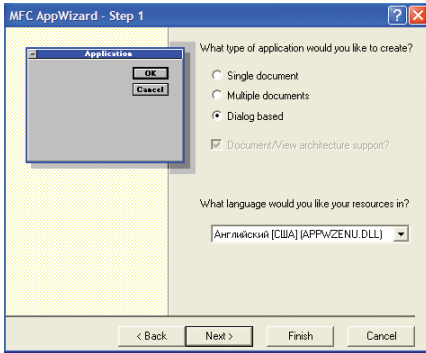 MFC AppWizard - Step 1
Application
OK
Cancel
What type of application would you like to create?
Single document
Multiple documents
Dialog based
Document/View architecture support?
What language would you like your resources in?
Английский [США] (APPWZENU.DLL)
< Back
Next >
Finish
Cancel